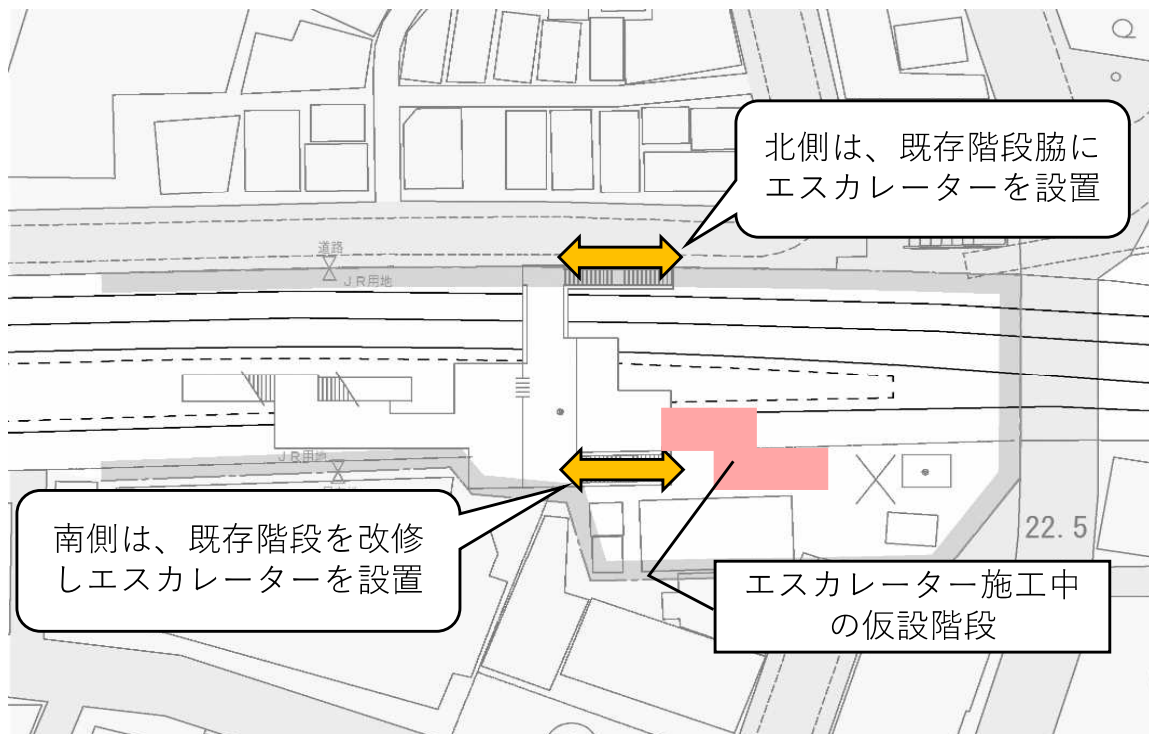 北側は、既存階段脇に
エスカレーターを設置
道路
JR用地
JR用地
南側は、既存階段を改修
しエスカレーターを設置
22.5
エスカレーター施工中
の仮設階段